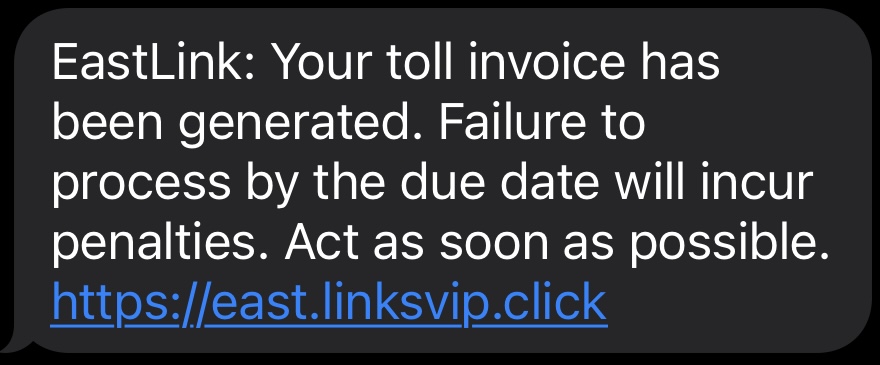 EastLink: Your toll invoice has
been generated. Failure to
process by the due date will incur
penalties. Act as soon as possible.
https://east.linksvip.click